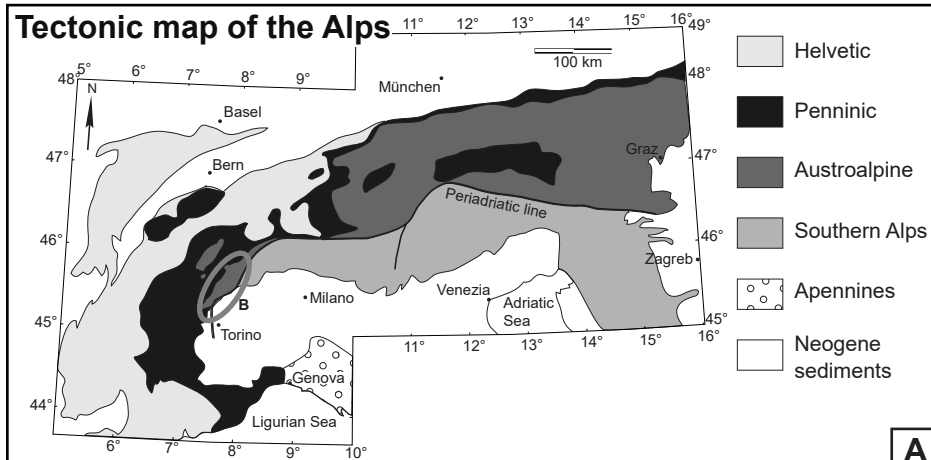 Tectonic map of the Alps
11° 12° 13° 14° 15° 16°
49°
5° 6° 7° 8° 9°
48°
100 km
48°
N
München
Basel
47°
Bern
Graz
47°
Periadriatic line
46°
46°
Zagreb
B
Milano
Venezia
Adriatic
Sea
45°
Torino
45°
11° 12° 13° 14° 15° 16°
Genova
44°
Ligurian Sea
6° 7° 8° 9° 10°
Helvetic
Penninic
Austroalpine
Southern Alps
Apennines
Neogene
sediments
A